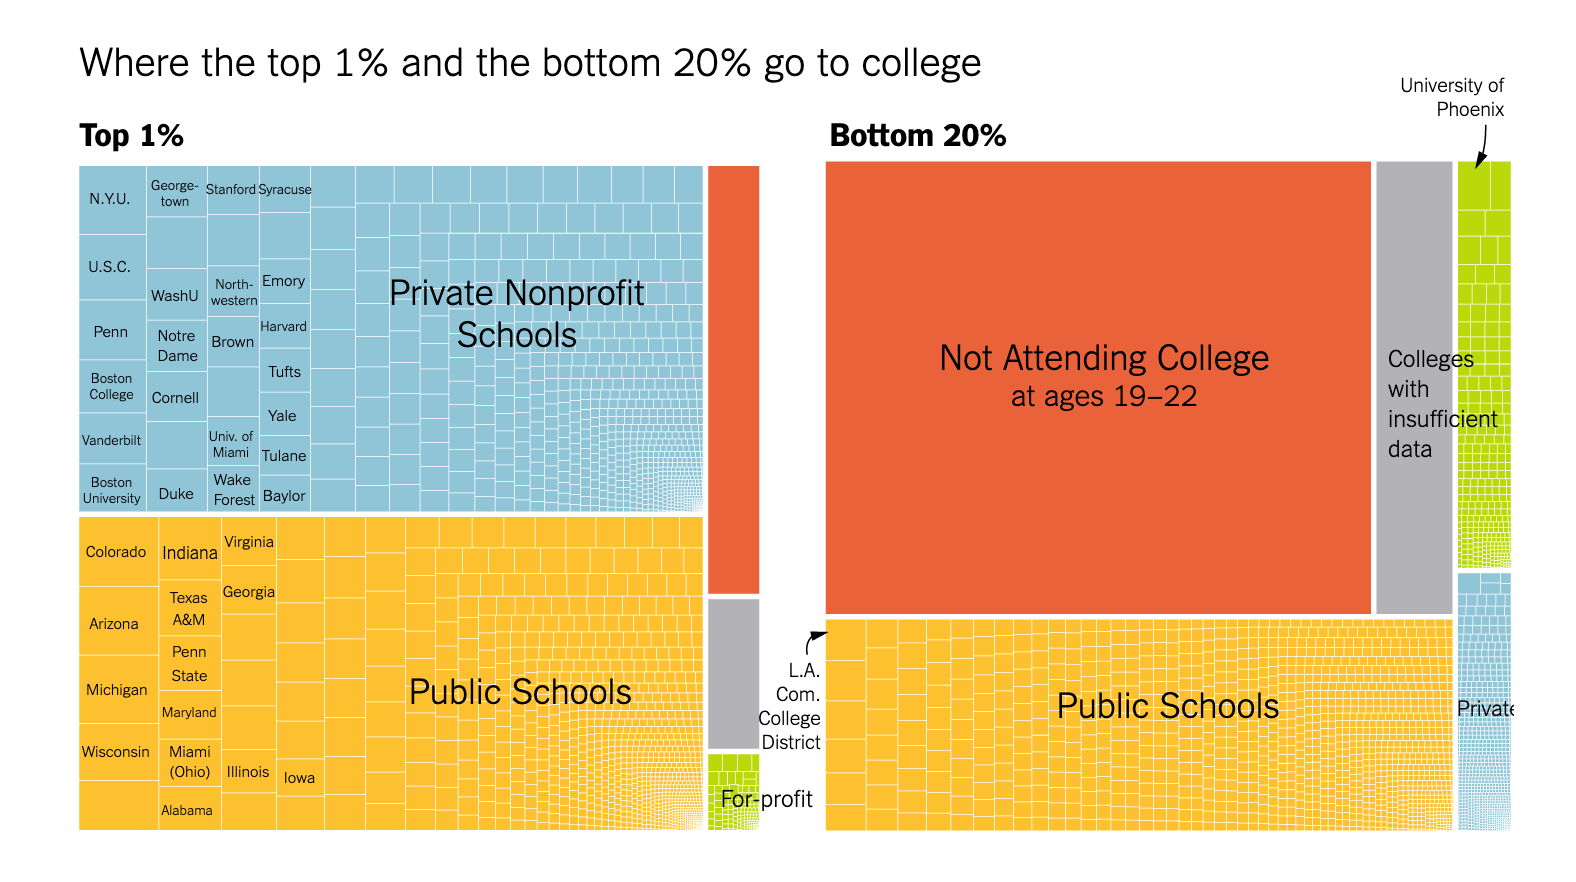 Where the top 1% and the bottom 20% go to college
Top 1%
N.Y.U.
U.S.C.
Penn
Boston
College
Vanderbilt
Boston
University
George-
town
WashU
Notre
Dame
Cornell
Duke
Stanford
North-
western
Brown
Univ. of
Miami
Wake
Forest
Syracuse
Emory
Harvard
Tufts
Yale
Tulane
Baylor
Private Nonprofit
Schools
Colorado
Arizona
Michigan
Wisconsin
Indiana
Texas
A&M
Penn
State
Maryland
Miami
(Ohio)
Alabama
Virginia
Georgia
Illinois
Iowa
Public Schools
For-profit
Bottom 20%
University of
Phoenix
Not Attending College
at ages 19–22
Colleges
with
insufficient
data
L.A.
Com.
College
District
Public Schools
Private